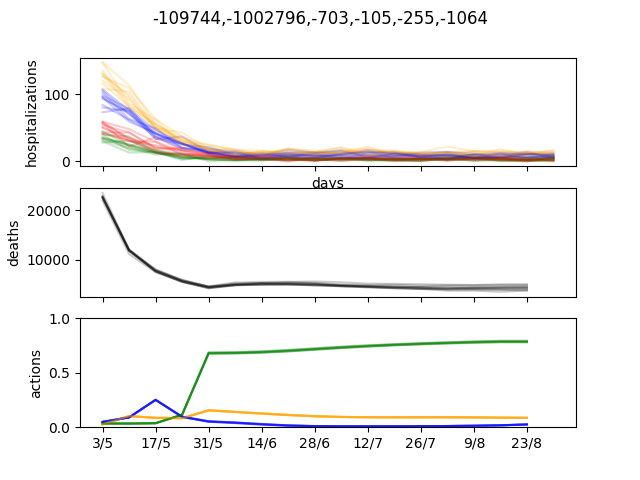 -109744,-1002796,-703,-105,-255,-1064
hospitalizations
100
0
days
deaths
20000
10000
actions
1.0
0.5
0.0
3/5 17/5 31/5 14/6 28/6 12/7 26/7 9/8 23/8